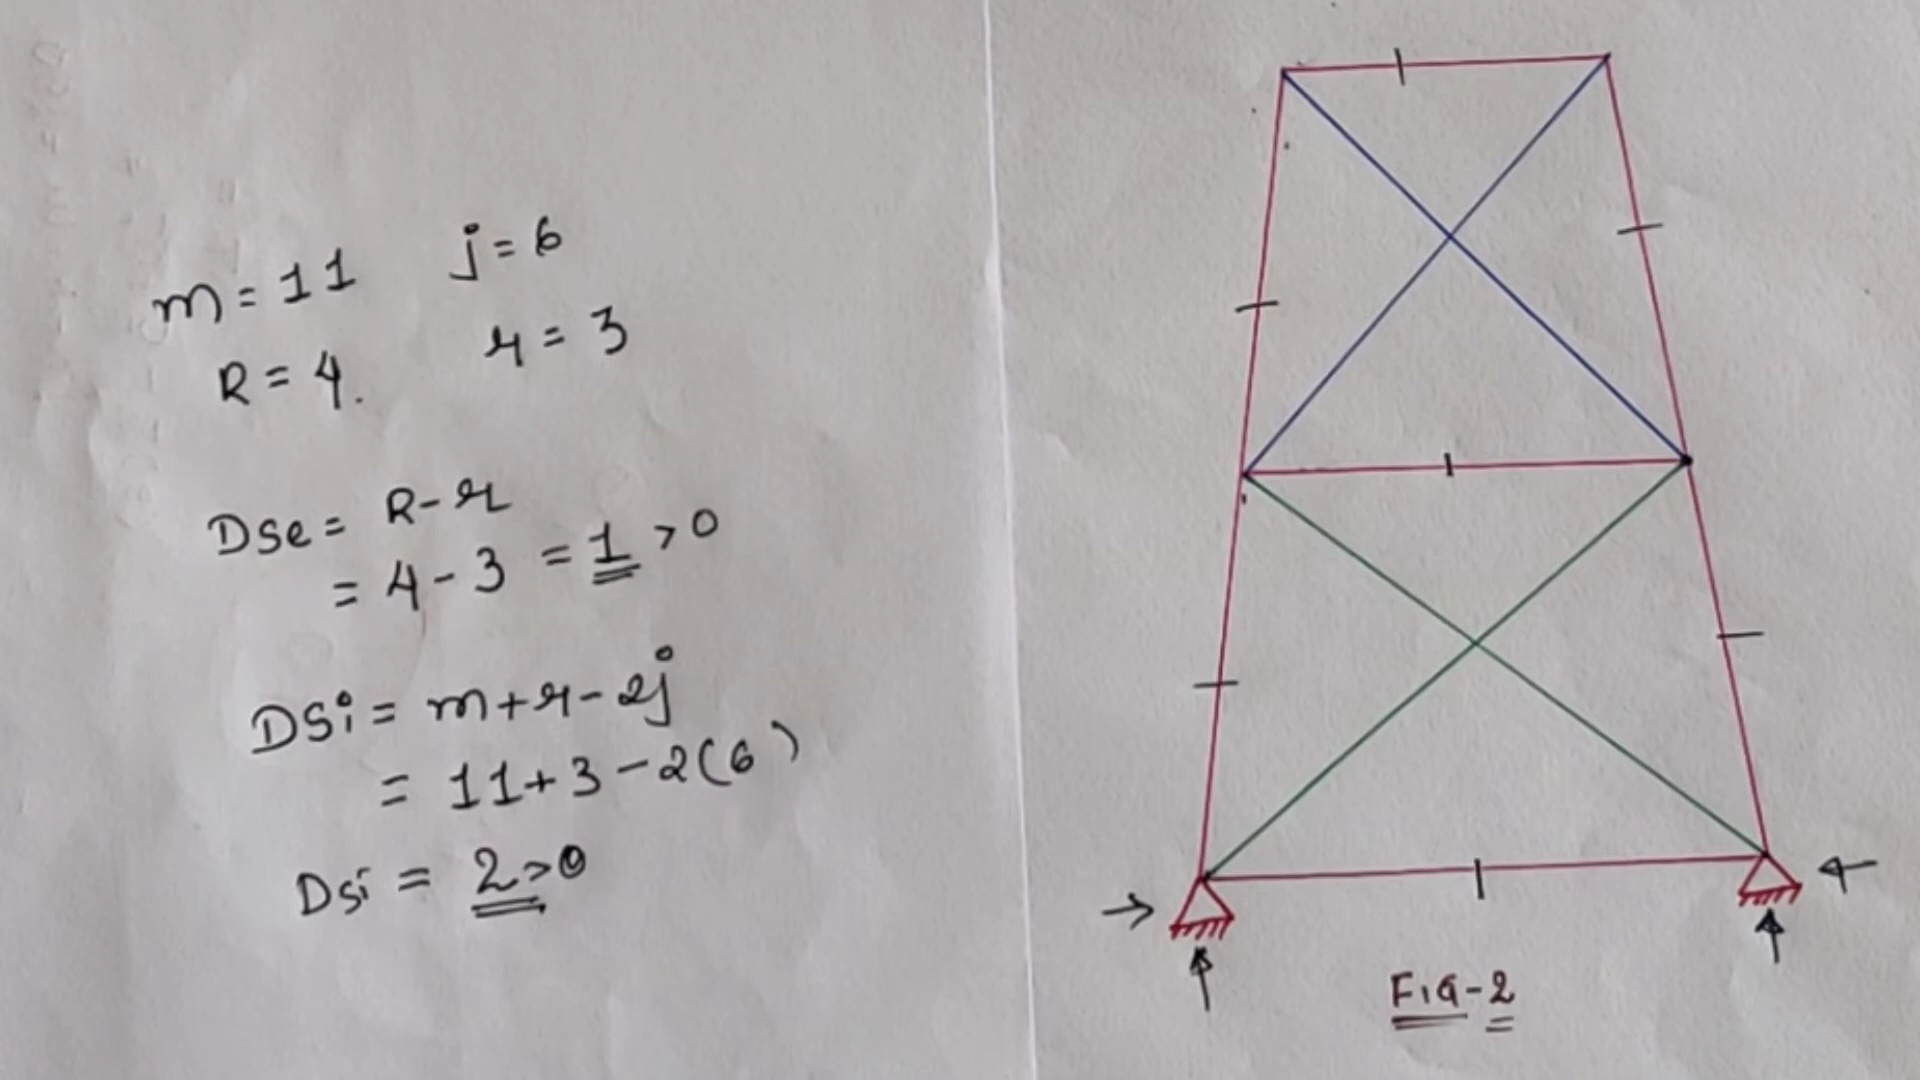 m = 11 j = 6
R = 4. r = 3
Dse = R - r
= 4 - 3 = 1 > 0
DSi = m + r - 2j
= 11 + 3 - 2(6)
Dsi = 2 > 0
FIG-2